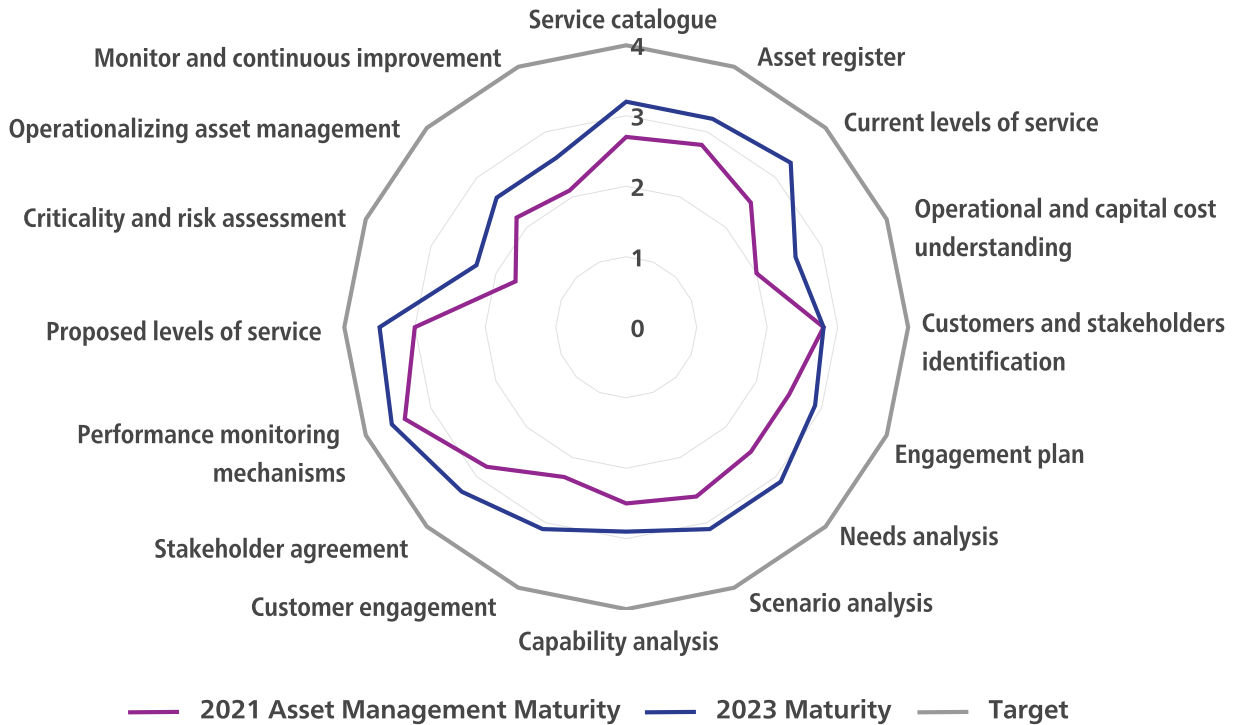 Service catalogue
Asset register
Current levels of service
Operational and capital cost
understanding
Customers and stakeholders
identification
Engagement plan
Needs analysis
Scenario analysis
Capability analysis
Customer engagement
Stakeholder agreement
Performance monitoring
mechanisms
Proposed levels of service
Criticality and risk assessment
Operationalizing asset management
Monitor and continuous improvement
4
3
2
1
0
2021 Asset Management Maturity 2023 Maturity Target